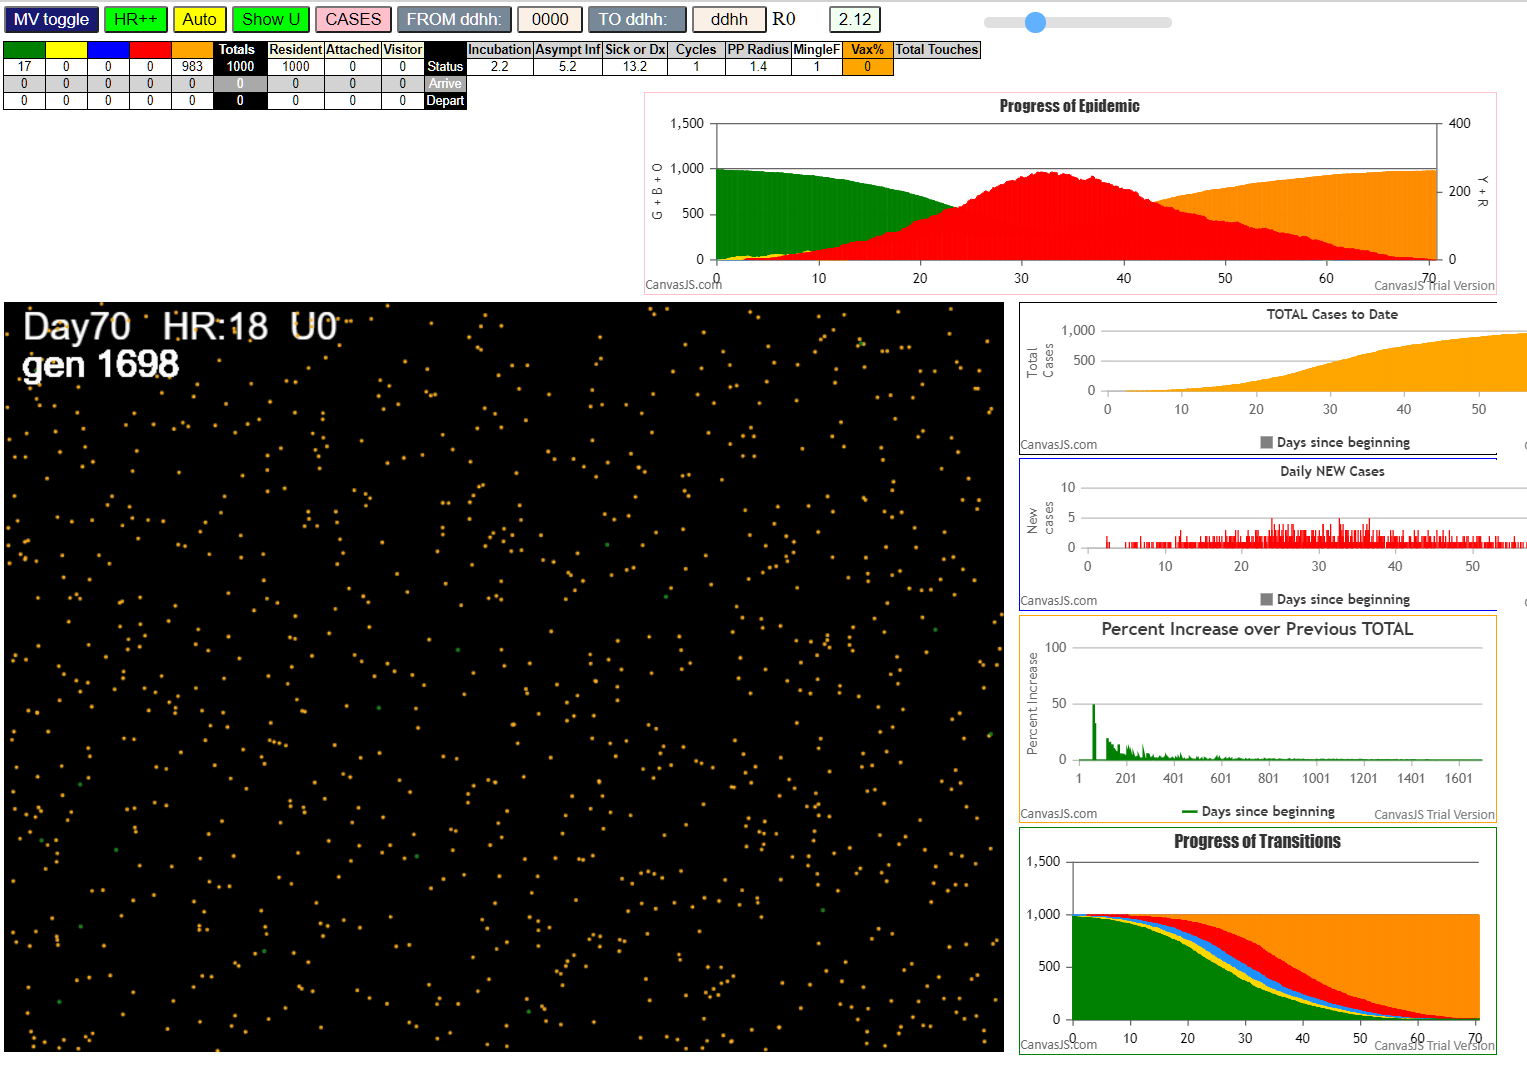 MV toggle HR++ Auto Show U CASES FROM ddhh: 0000 TO ddhh: ddhh R0 2.12
Totals Resident Attached Visitor Incubation Asympt Inf Sick or Dx Cycles PP Radius MingleF Vax% Total Touches
17 0 0 0 983 1000 1000 0 0 Status 2.2 5.2 13.2 1 1.4 1 0
0 0 0 0 0 0 0 0 0 Arrive
0 0 0 0 0 0 0 0 0 Depart
Progress of Epidemic
1,500 400
1,000
200
500
0 0
G + B + O
Y + R
0 10 20 30 40 50 60 70
CanvasJS.com CanvasJS Trial Version
Day70 HR:18 U0
gen 1698
TOTAL Cases to Date
1,000
500
0
Total
Cases
0 10 20 30 40 50
Days since beginning
CanvasJS.com
Daily NEW Cases
10
5
0
New
cases
0 10 20 30 40 50
Days since beginning
CanvasJS.com
Percent Increase over Previous TOTAL
100
50
0
Percent Increase
1 201 401 601 801 1001 1201 1401 1601
Days since beginning
CanvasJS.com CanvasJS Trial Version
Progress of Transitions
1,500
1,000
500
0
0 10 20 30 40 50 60 70
CanvasJS.com CanvasJS Trial Version